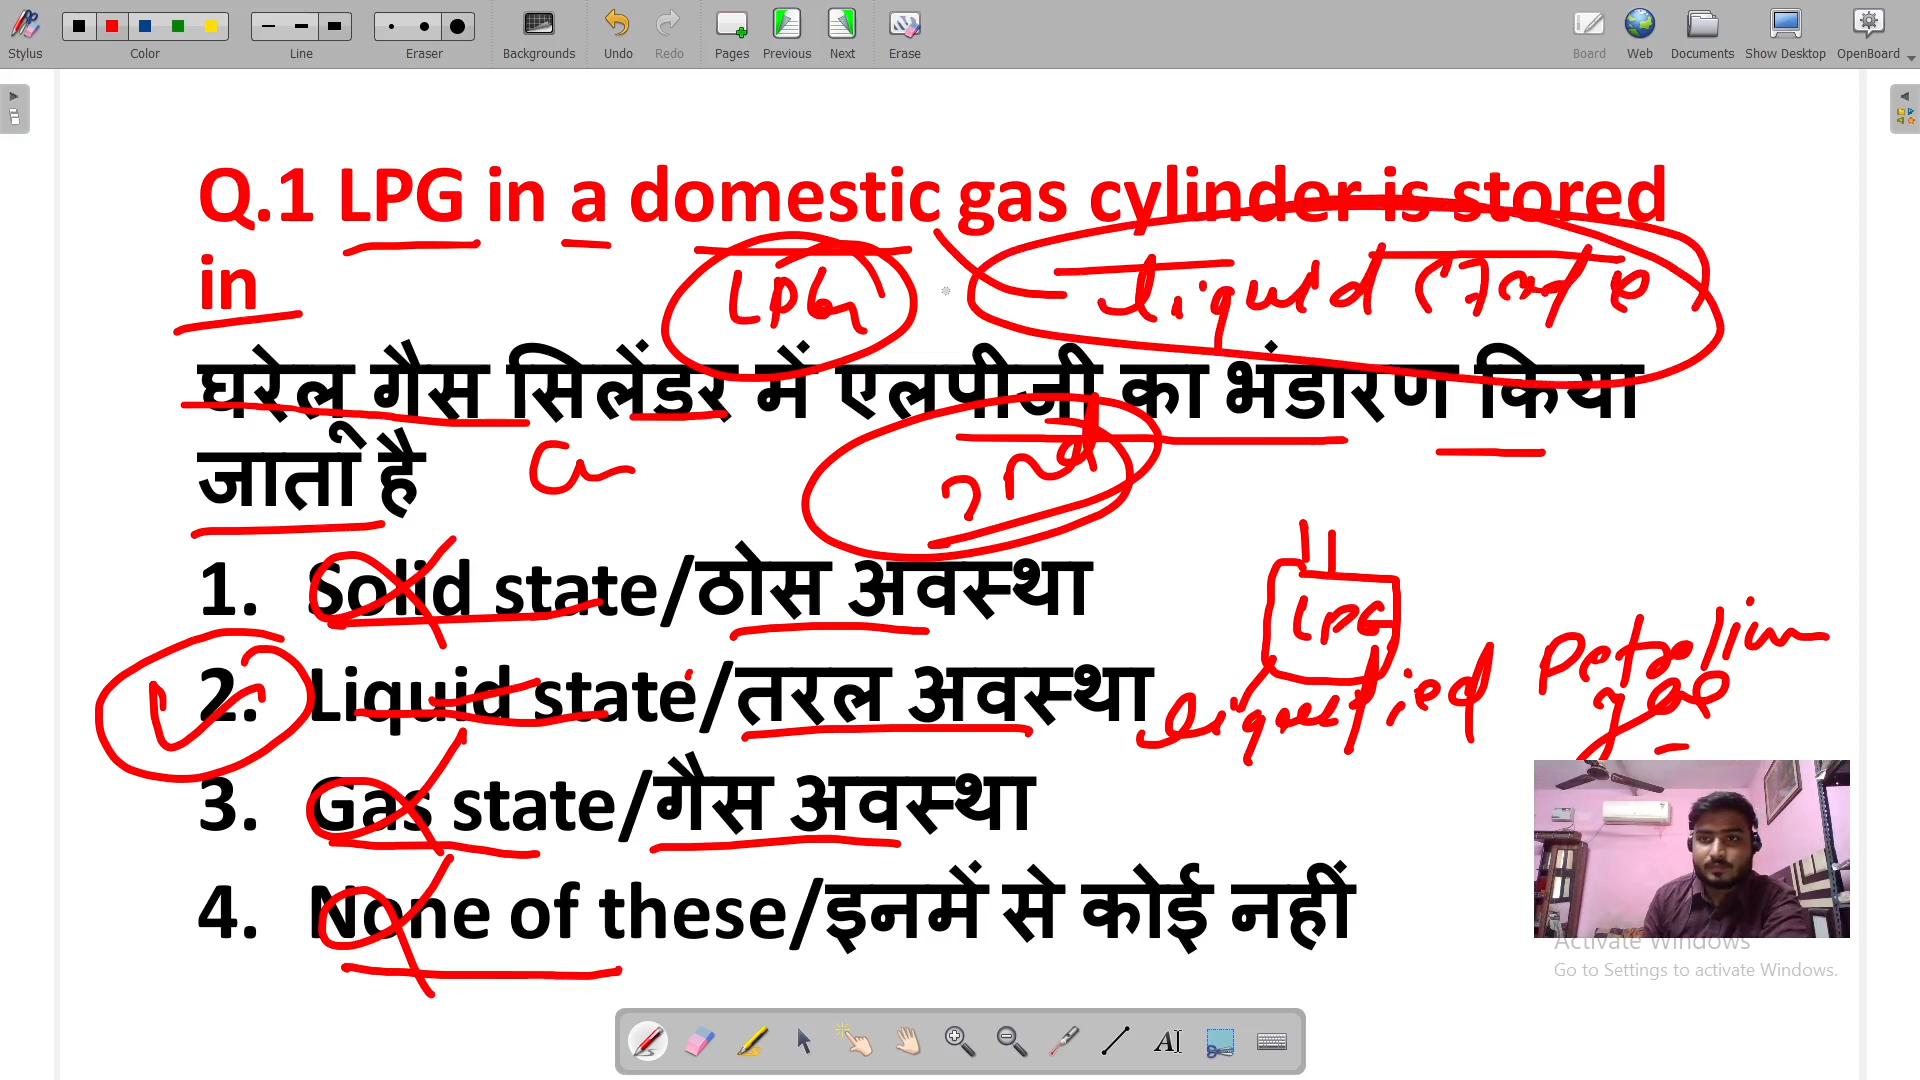 Stylus
Color
Line
Eraser
Backgrounds
Undo
Redo
Pages
Previous
Next
Erase
Board
Web
Documents
Show Desktop
OpenBoard
Q.1 LPG in a domestic gas cylinder is stored
in
LPG
liquid state
घरेलू गैस सिलेंडर में एलपीजी का भंडारण किया
जाता है
2nd
1. Solid state/ठोस अवस्था
LPG
2. Liquid state/तरल अवस्था
Liquefied Petrolium
gas
3. Gas state/गैस अवस्था
4. None of these/इनमें से कोई नहीं
Activate Windows
Go to Settings to activate Windows.